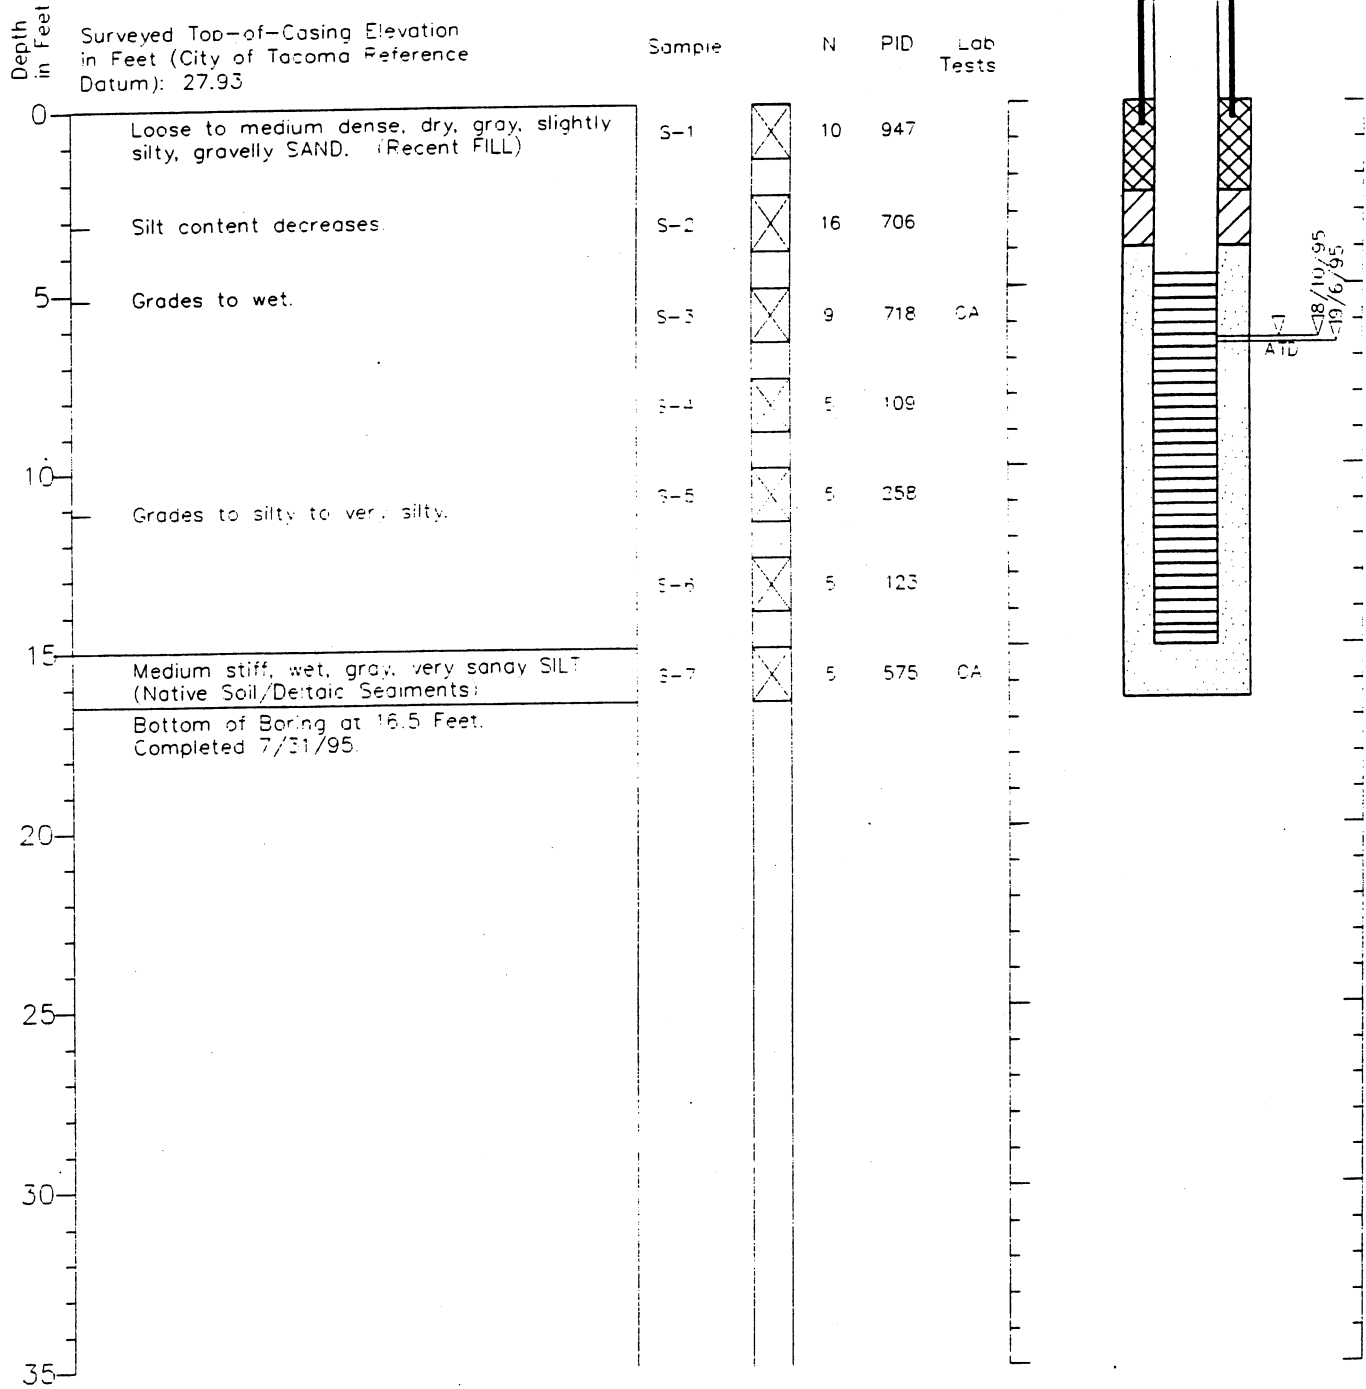 Depth
in Feet
Surveyed Top-of-Casing Elevation
in Feet (City of Tacoma Reference
Datum): 27.93
Sample
N
PID
Lab
Tests
0
Loose to medium dense, dry, gray, slightly
silty, gravelly SAND. (Recent FILL)
S-1
10
947
Silt content decreases.
S-2
16
706
5
Grades to wet.
S-3
9
718
CA
18/10/95
19/6/95
ATD
S-4
5
109
10
S-5
5
258
Grades to silty to very silty.
S-6
5
123
15
Medium stiff, wet, gray, very sandy SILT
(Native Soil/Deltaic Sediments)
S-7
5
575
CA
Bottom of Boring at 16.5 Feet.
Completed 7/31/95.
20
25
30
35